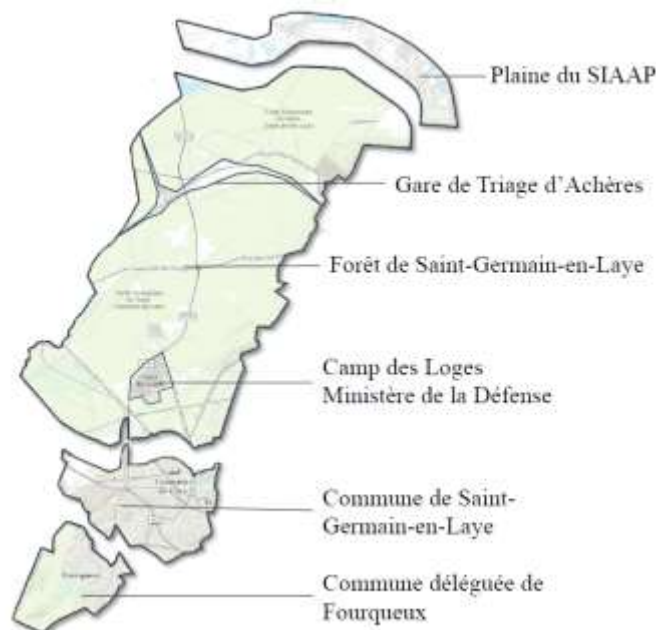 Plaine du SIAAP
Gare de Triage d'Achères
Forêt de Saint-Germain-en-Laye
Camp des Loges
Ministère de la Défense
Commune de Saint-
Germain-en-Laye
Fourqueux
Commune déléguée de
Fourqueux